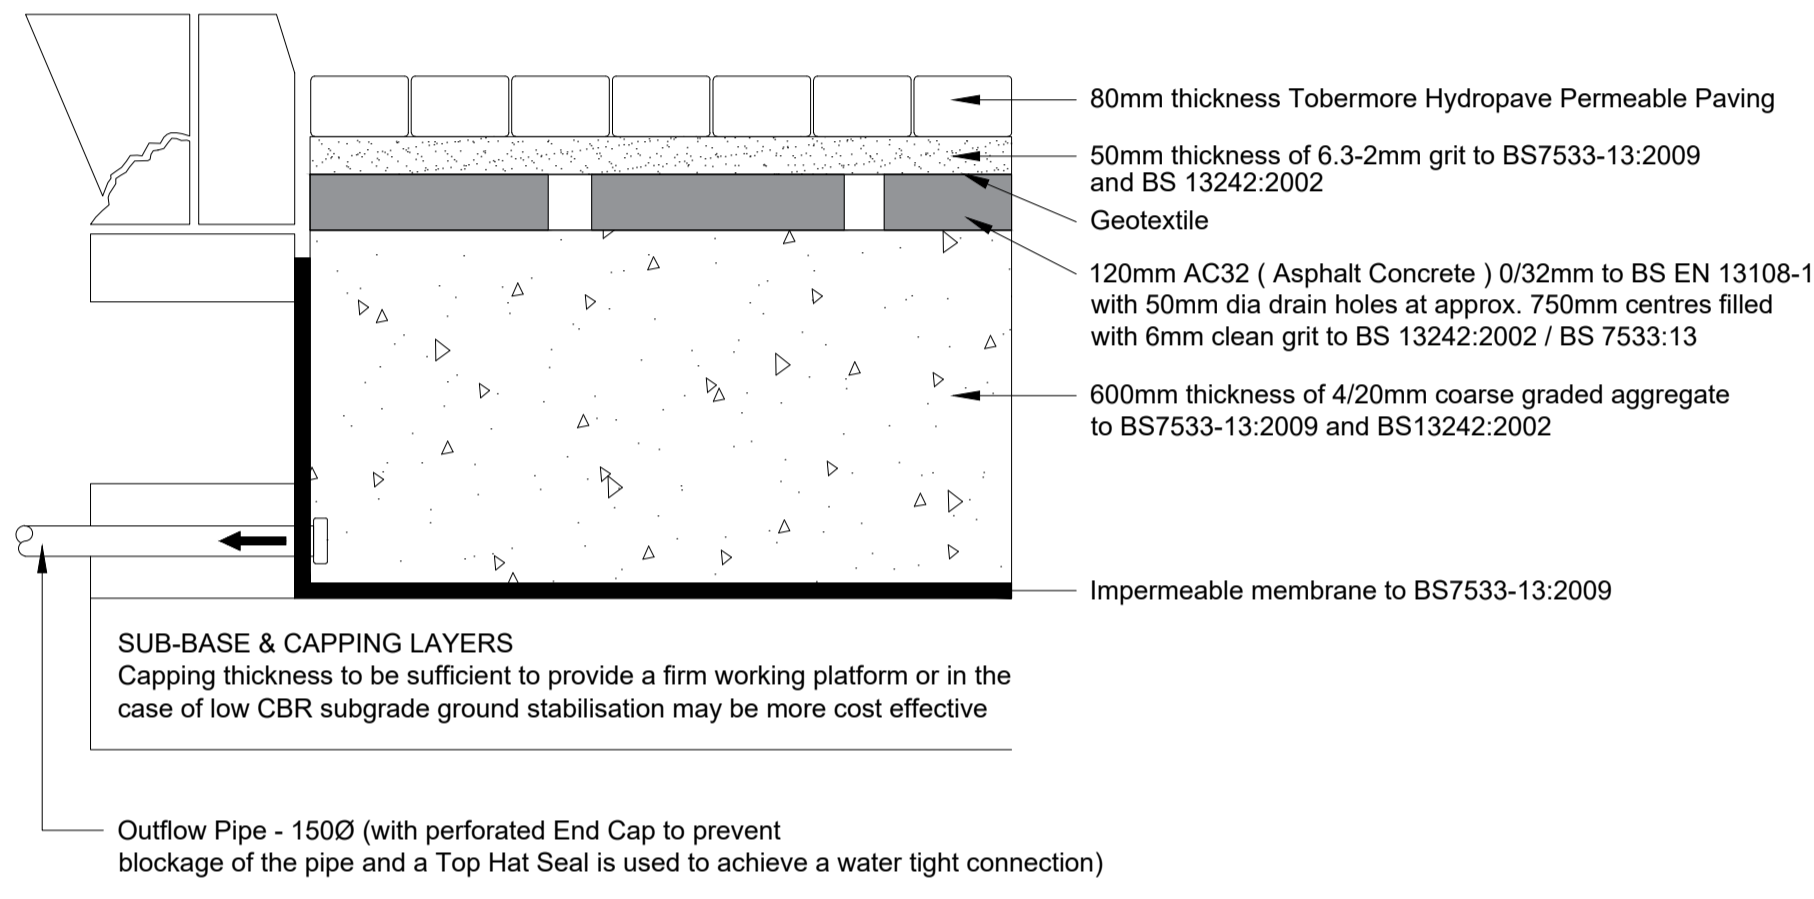 80mm thickness Tobermore Hydropave Permeable Paving
50mm thickness of 6.3-2mm grit to BS7533-13:2009
and BS 13242:2002
Geotextile
120mm AC32 ( Asphalt Concrete ) 0/32mm to BS EN 13108-1
with 50mm dia drain holes at approx. 750mm centres filled
with 6mm clean grit to BS 13242:2002 / BS 7533:13
600mm thickness of 4/20mm coarse graded aggregate
to BS7533-13:2009 and BS13242:2002
Impermeable membrane to BS7533-13:2009
SUB-BASE & CAPPING LAYERS
Capping thickness to be sufficient to provide a firm working platform or in the
case of low CBR subgrade ground stabilisation may be more cost effective
Outflow Pipe - 150Ø (with perforated End Cap to prevent
blockage of the pipe and a Top Hat Seal is used to achieve a water tight connection)